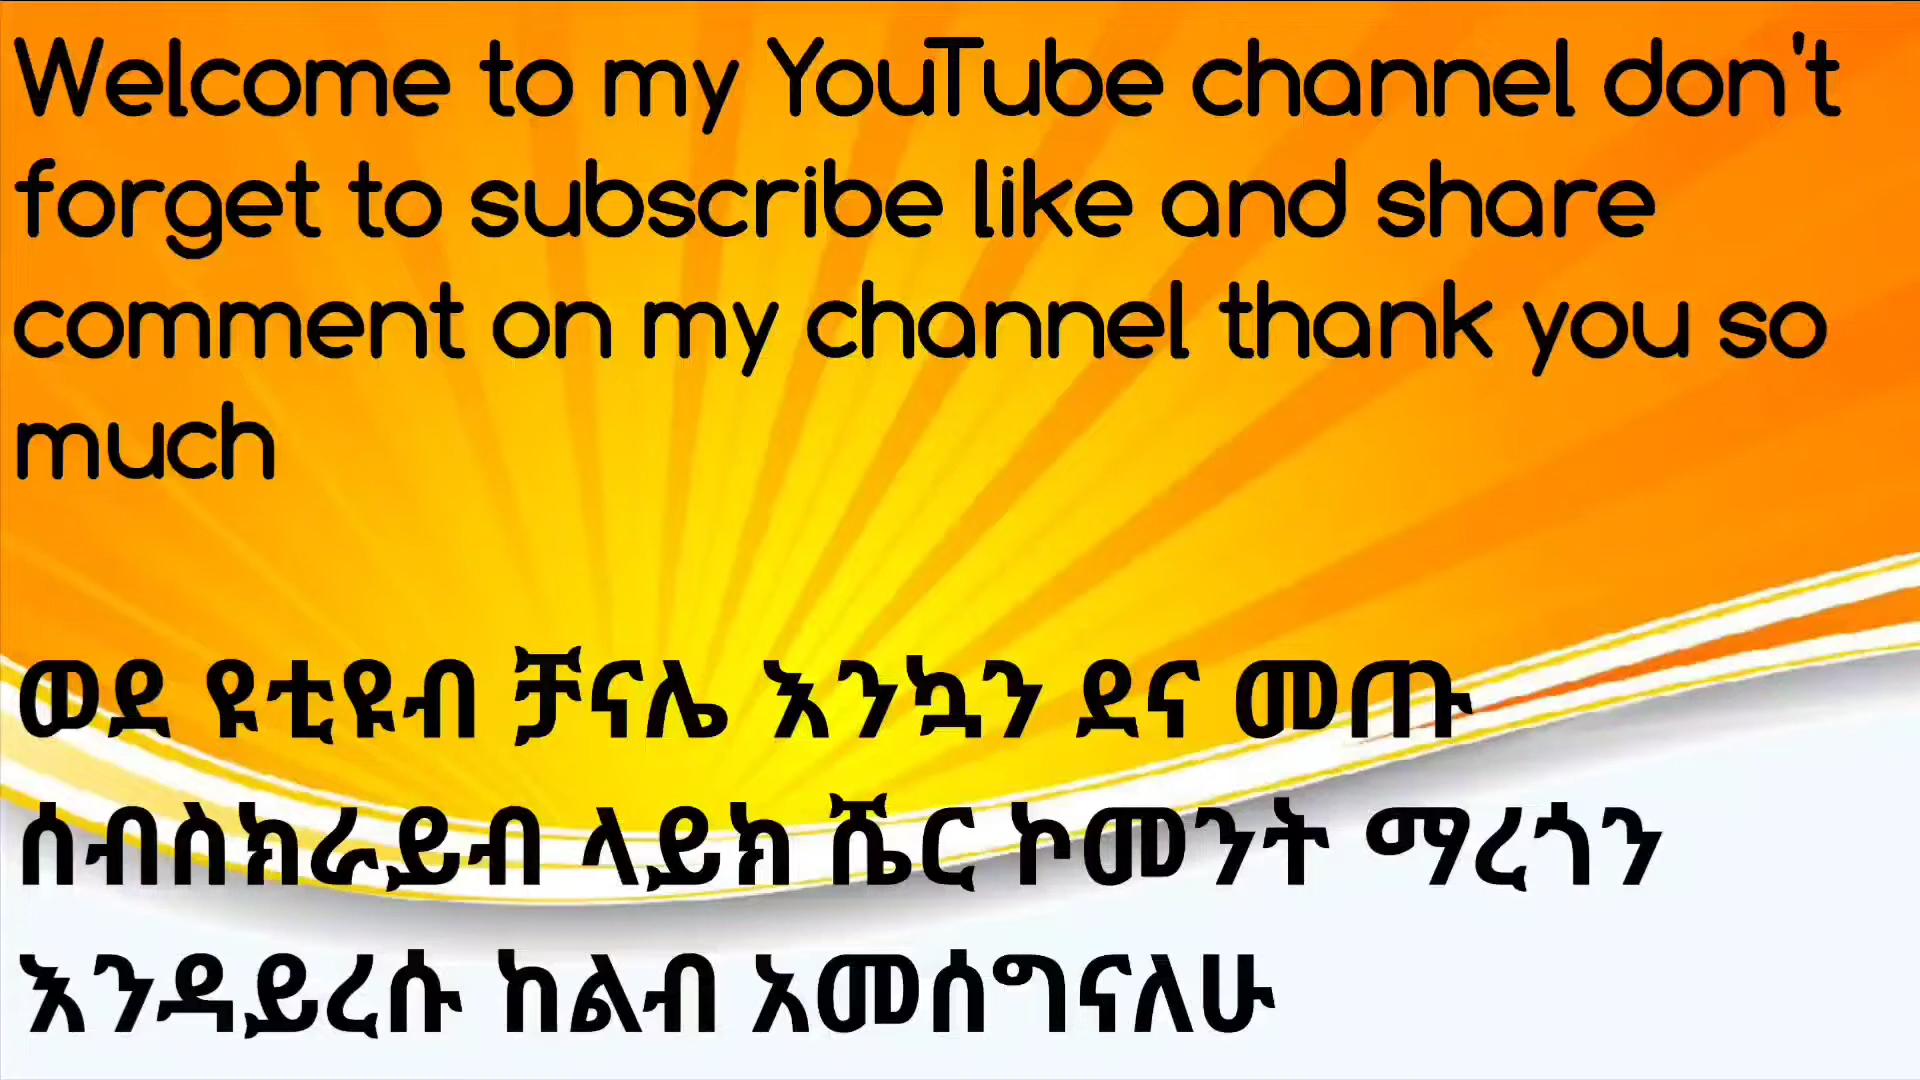 Welcome to my YouTube channel don't
forget to subscribe like and share
comment on my channel thank you so
much
ወደ ዩቲዩብ ቻናሌ እንኳን ደና መጡ
ሰብስክራይብ ላይክ ሼር ኮመንት ማረጎን
እንዳይረሱ ከልብ አመሰግናለሁ